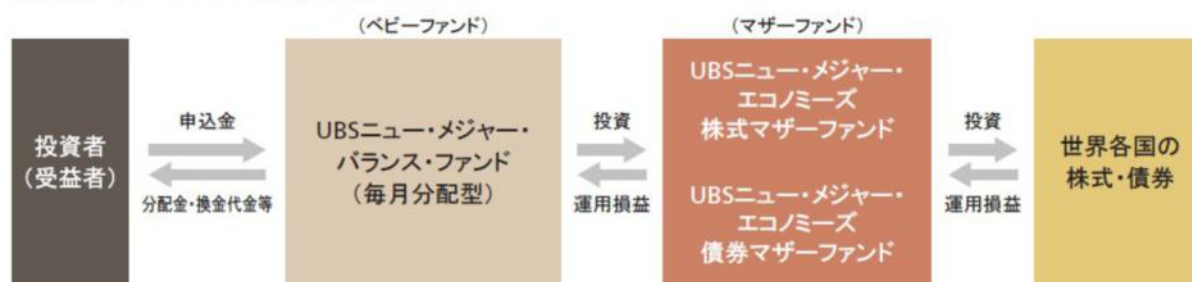 (ベビーファンド)
(マザーファンド)
投資者
(受益者)
申込金
分配金・換金代金等
UBSニュー・メジャー・
バランス・ファンド
(毎月分配型)
投資
運用損益
UBSニュー・メジャー・
エコノミーズ
株式マザーファンド
UBSニュー・メジャー・
エコノミーズ
債券マザーファンド
投資
運用損益
世界各国の
株式・債券